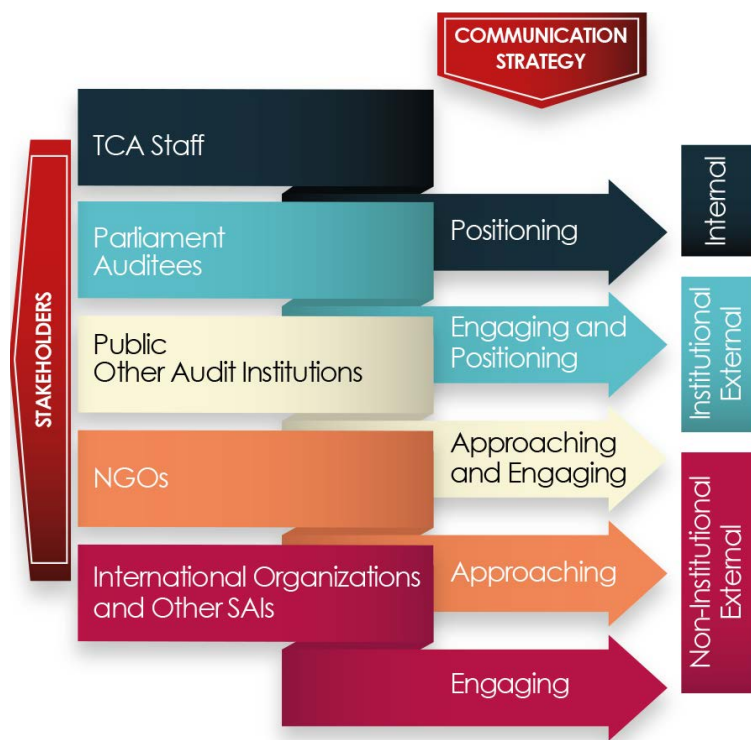 COMMUNICATION
STRATEGY
STAKEHOLDERS
TCA Staff
Parliament
Auditees
Public
Other Audit Institutions
NGOs
International Organizations
and Other SAIs
Positioning
Engaging and
Positioning
Approaching
and Engaging
Approaching
Engaging
Internal
Institutional
External
Non-Institutional
External